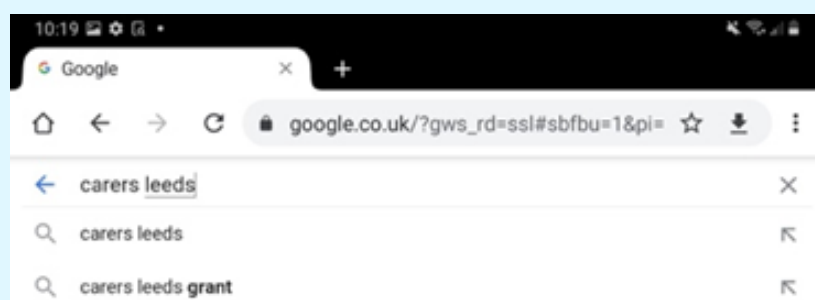 10:19
Google
google.co.uk/?gws_rd=ssl#sbfbu=1&pi=
carers leeds
carers leeds
carers leeds grant